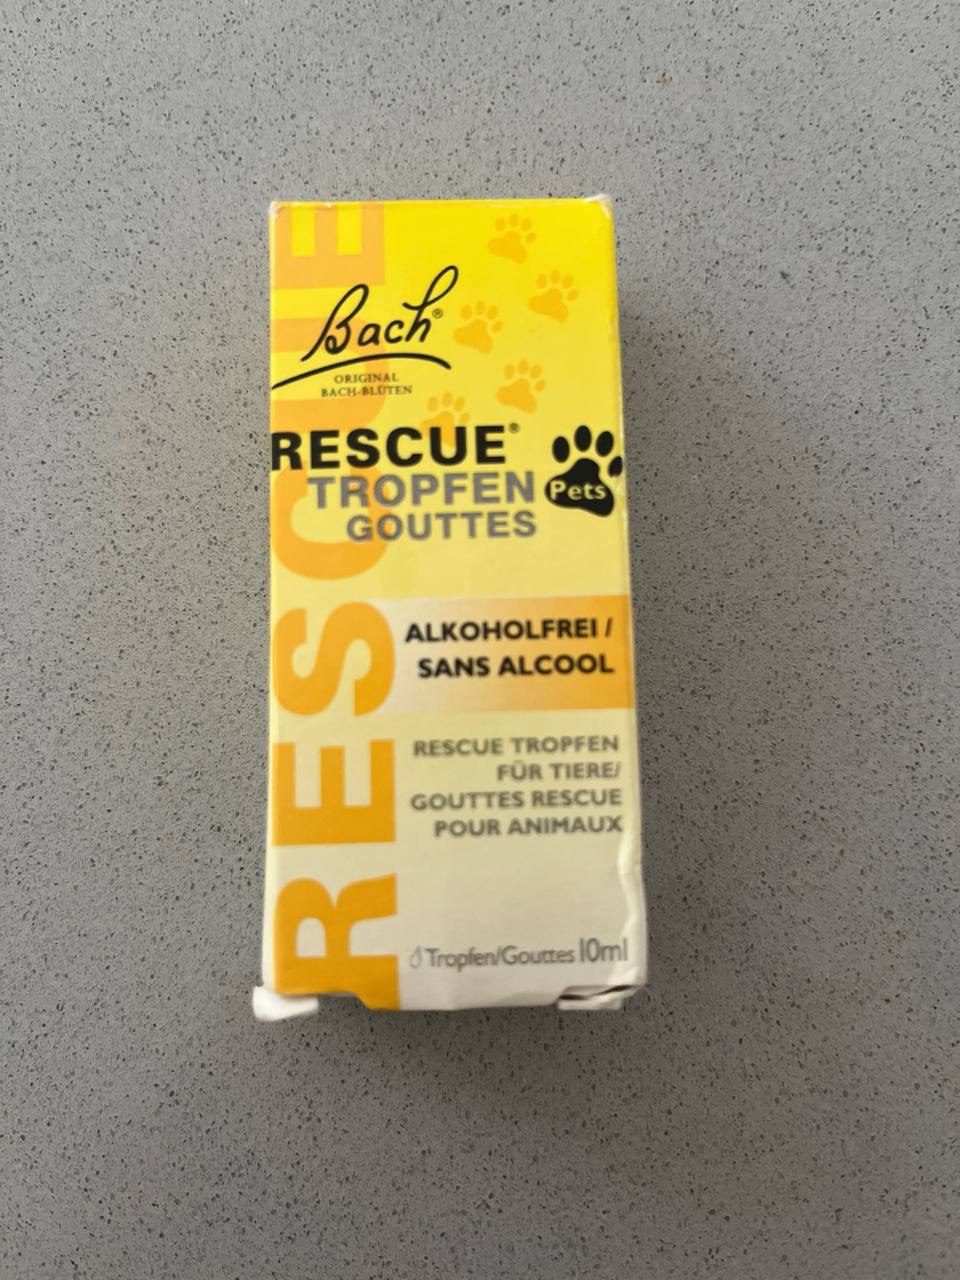 Bach®
ORIGINAL
BACH-BLÜTEN
RESCUE®
TROPFEN
GOUTTES
Pets
ALKOHOLFREI /
SANS ALCOOL
RESCUE TROPFEN
FÜR TIERE/
GOUTTES RESCUE
POUR ANIMAUX
Tropfen/Gouttes 10ml
RESCUE